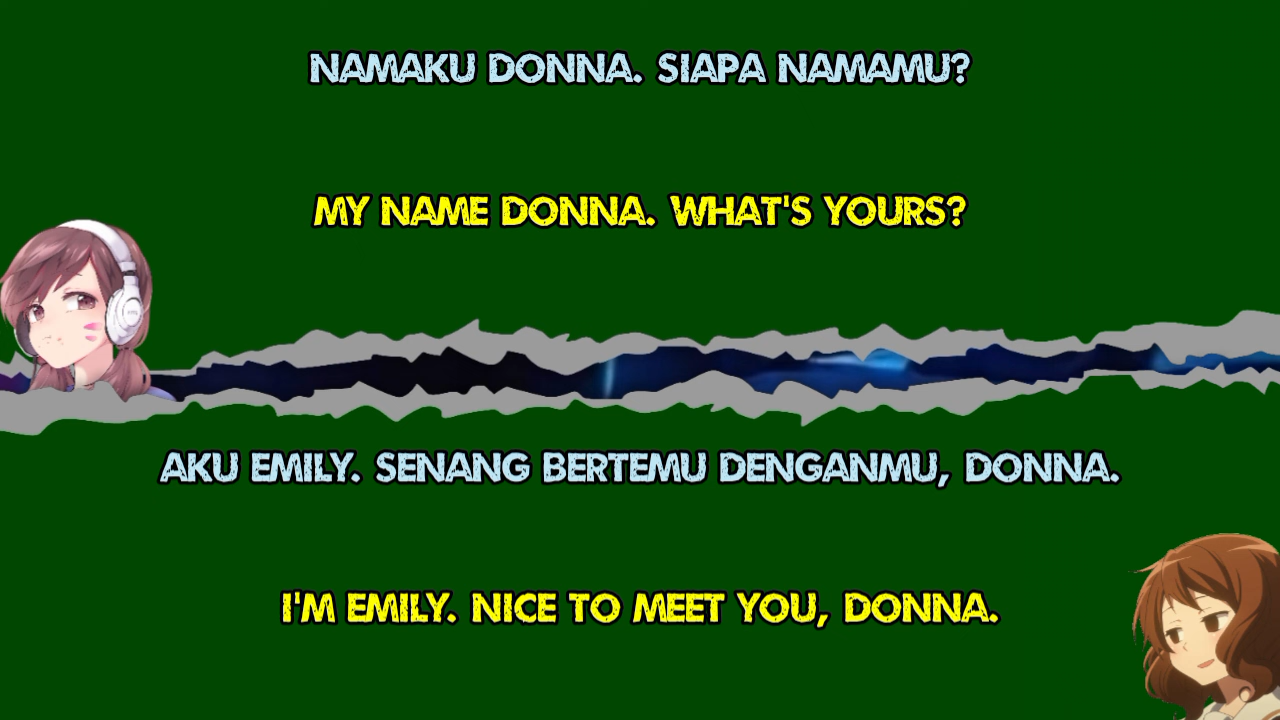 NAMAKU DONNA. SIAPA NAMAMU?
MY NAME DONNA. WHAT'S YOURS?
AKU EMILY. SENANG BERTEMU DENGANMU, DONNA.
I'M EMILY. NICE TO MEET YOU, DONNA.